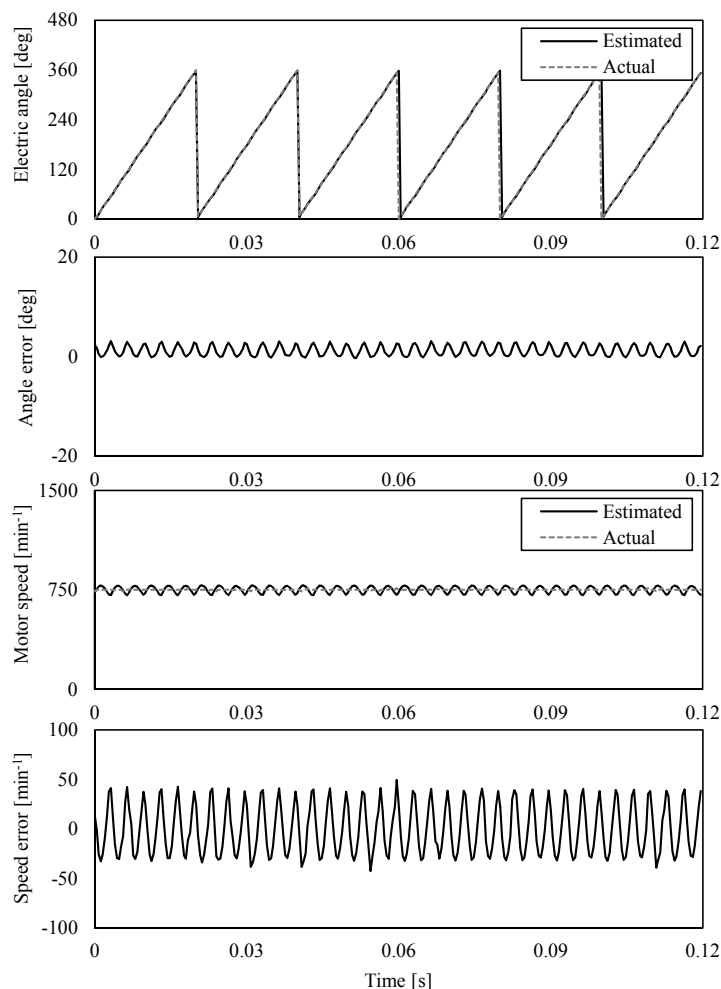 480
360
240
120
0
Electric angle [deg]
Estimated
Actual
0 0.03 0.06 0.09 0.12
20
0
-20
Angle error [deg]
0 0.03 0.06 0.09 0.12
1500
750
0
Motor speed [min⁻¹]
Estimated
Actual
0 0.03 0.06 0.09 0.12
100
50
0
-50
-100
Speed error [min⁻¹]
0 0.03 0.06 0.09 0.12
Time [s]